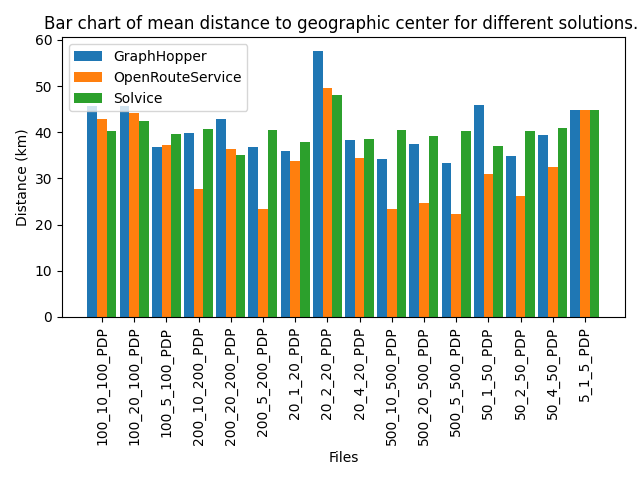 Bar chart of mean distance to geographic center for different solutions.
60
50
40
30
20
10
0
Distance (km)
GraphHopper
OpenRouteService
Solvice
100_10_100_PDP
100_20_100_PDP
100_5_100_PDP
200_10_200_PDP
200_20_200_PDP
200_5_200_PDP
20_1_20_PDP
20_2_20_PDP
20_4_20_PDP
500_10_500_PDP
500_20_500_PDP
500_5_500_PDP
50_1_50_PDP
50_2_50_PDP
50_4_50_PDP
5_1_5_PDP
Files